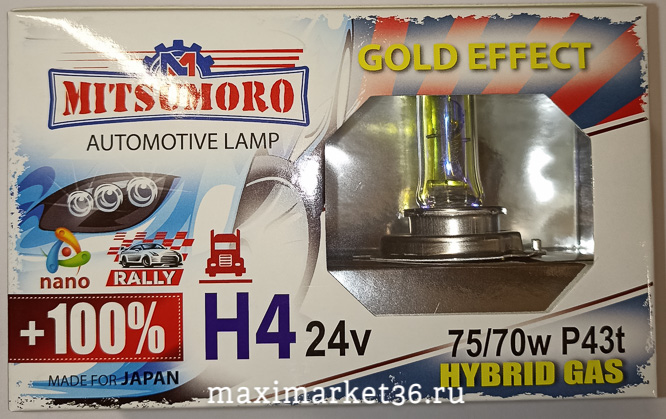 MITSUMORO
AUTOMOTIVE LAMP
GOLD EFFECT
nano
RALLY
+100%
H4 24v
75/70w P43t
MADE FOR JAPAN
HYBRID GAS
maximarket36.ru